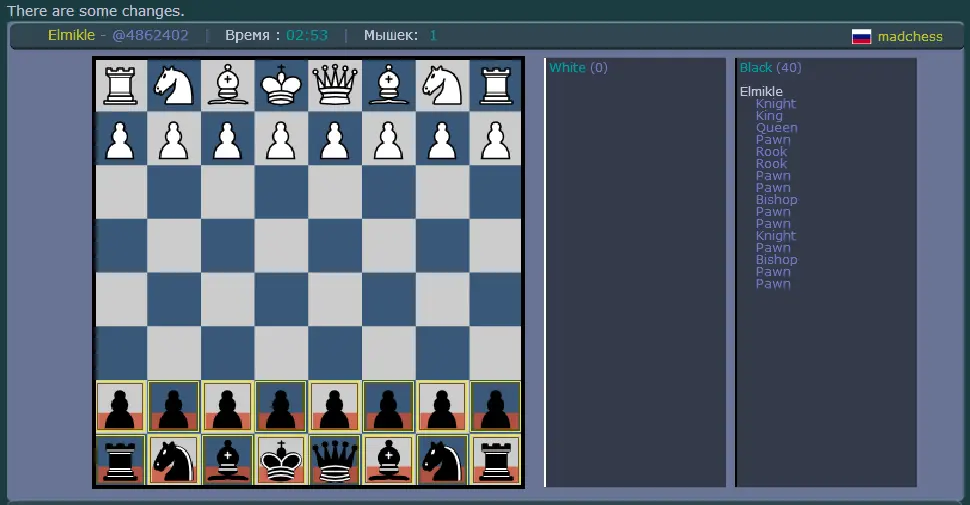 There are some changes.
Elmikle - @4862402 | Время : 02:53 | Мышек: 1 madchess
White (0)
Black (40)
Elmikle
Knight
King
Queen
Pawn
Rook
Rook
Pawn
Pawn
Bishop
Pawn
Pawn
Knight
Pawn
Bishop
Pawn
Pawn